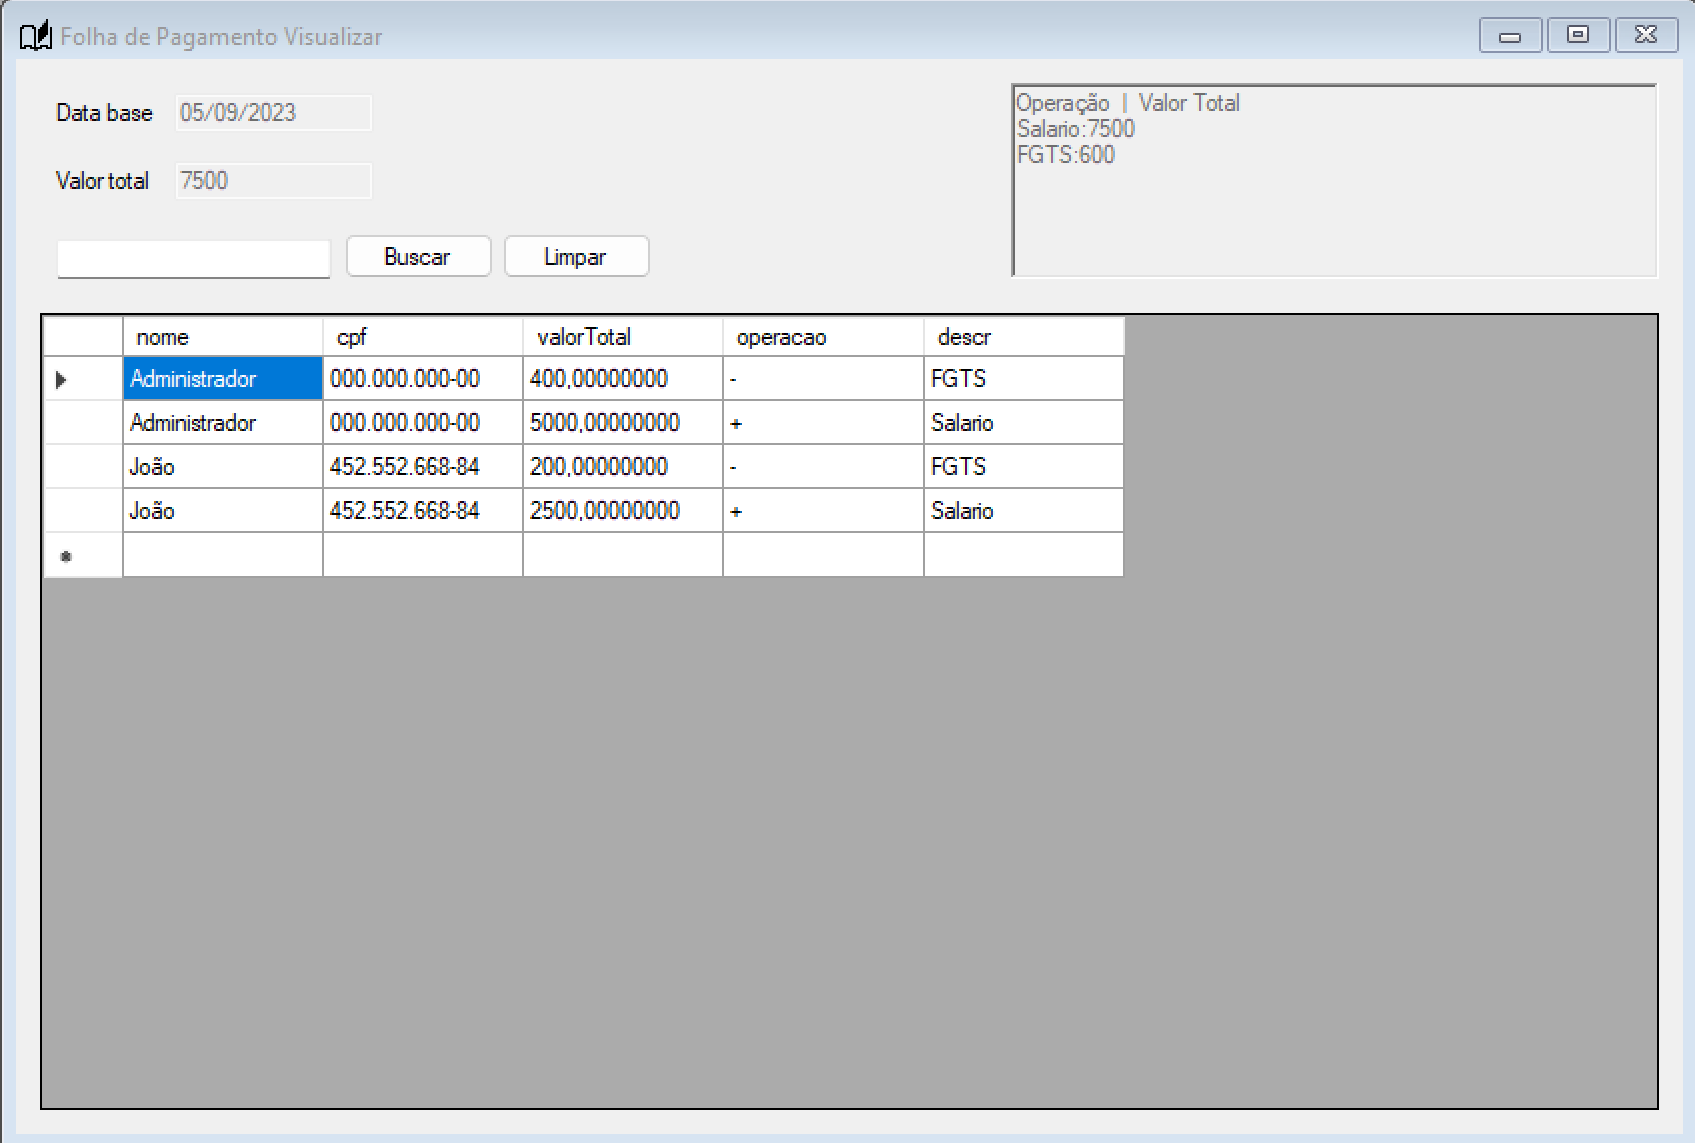 Folha de Pagamento Visualizar
Data base 05/09/2023
Valor total 7500
Buscar Limpar
Operação | Valor Total
Salario:7500
FGTS:600
nome cpf valorTotal operacao descr
Administrador 000.000.000-00 400,00000000 - FGTS
Administrador 000.000.000-00 5000,00000000 + Salario
João 452.552.668-84 200,00000000 - FGTS
João 452.552.668-84 2500,00000000 + Salario